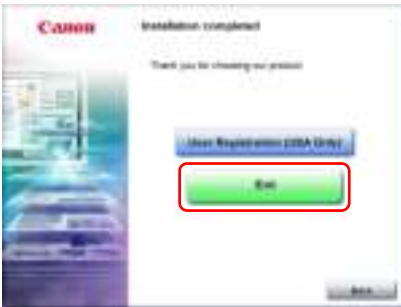 Canon
Installation completed
Thank you for choosing our product.
User Registration (USA Only)
Exit
Back